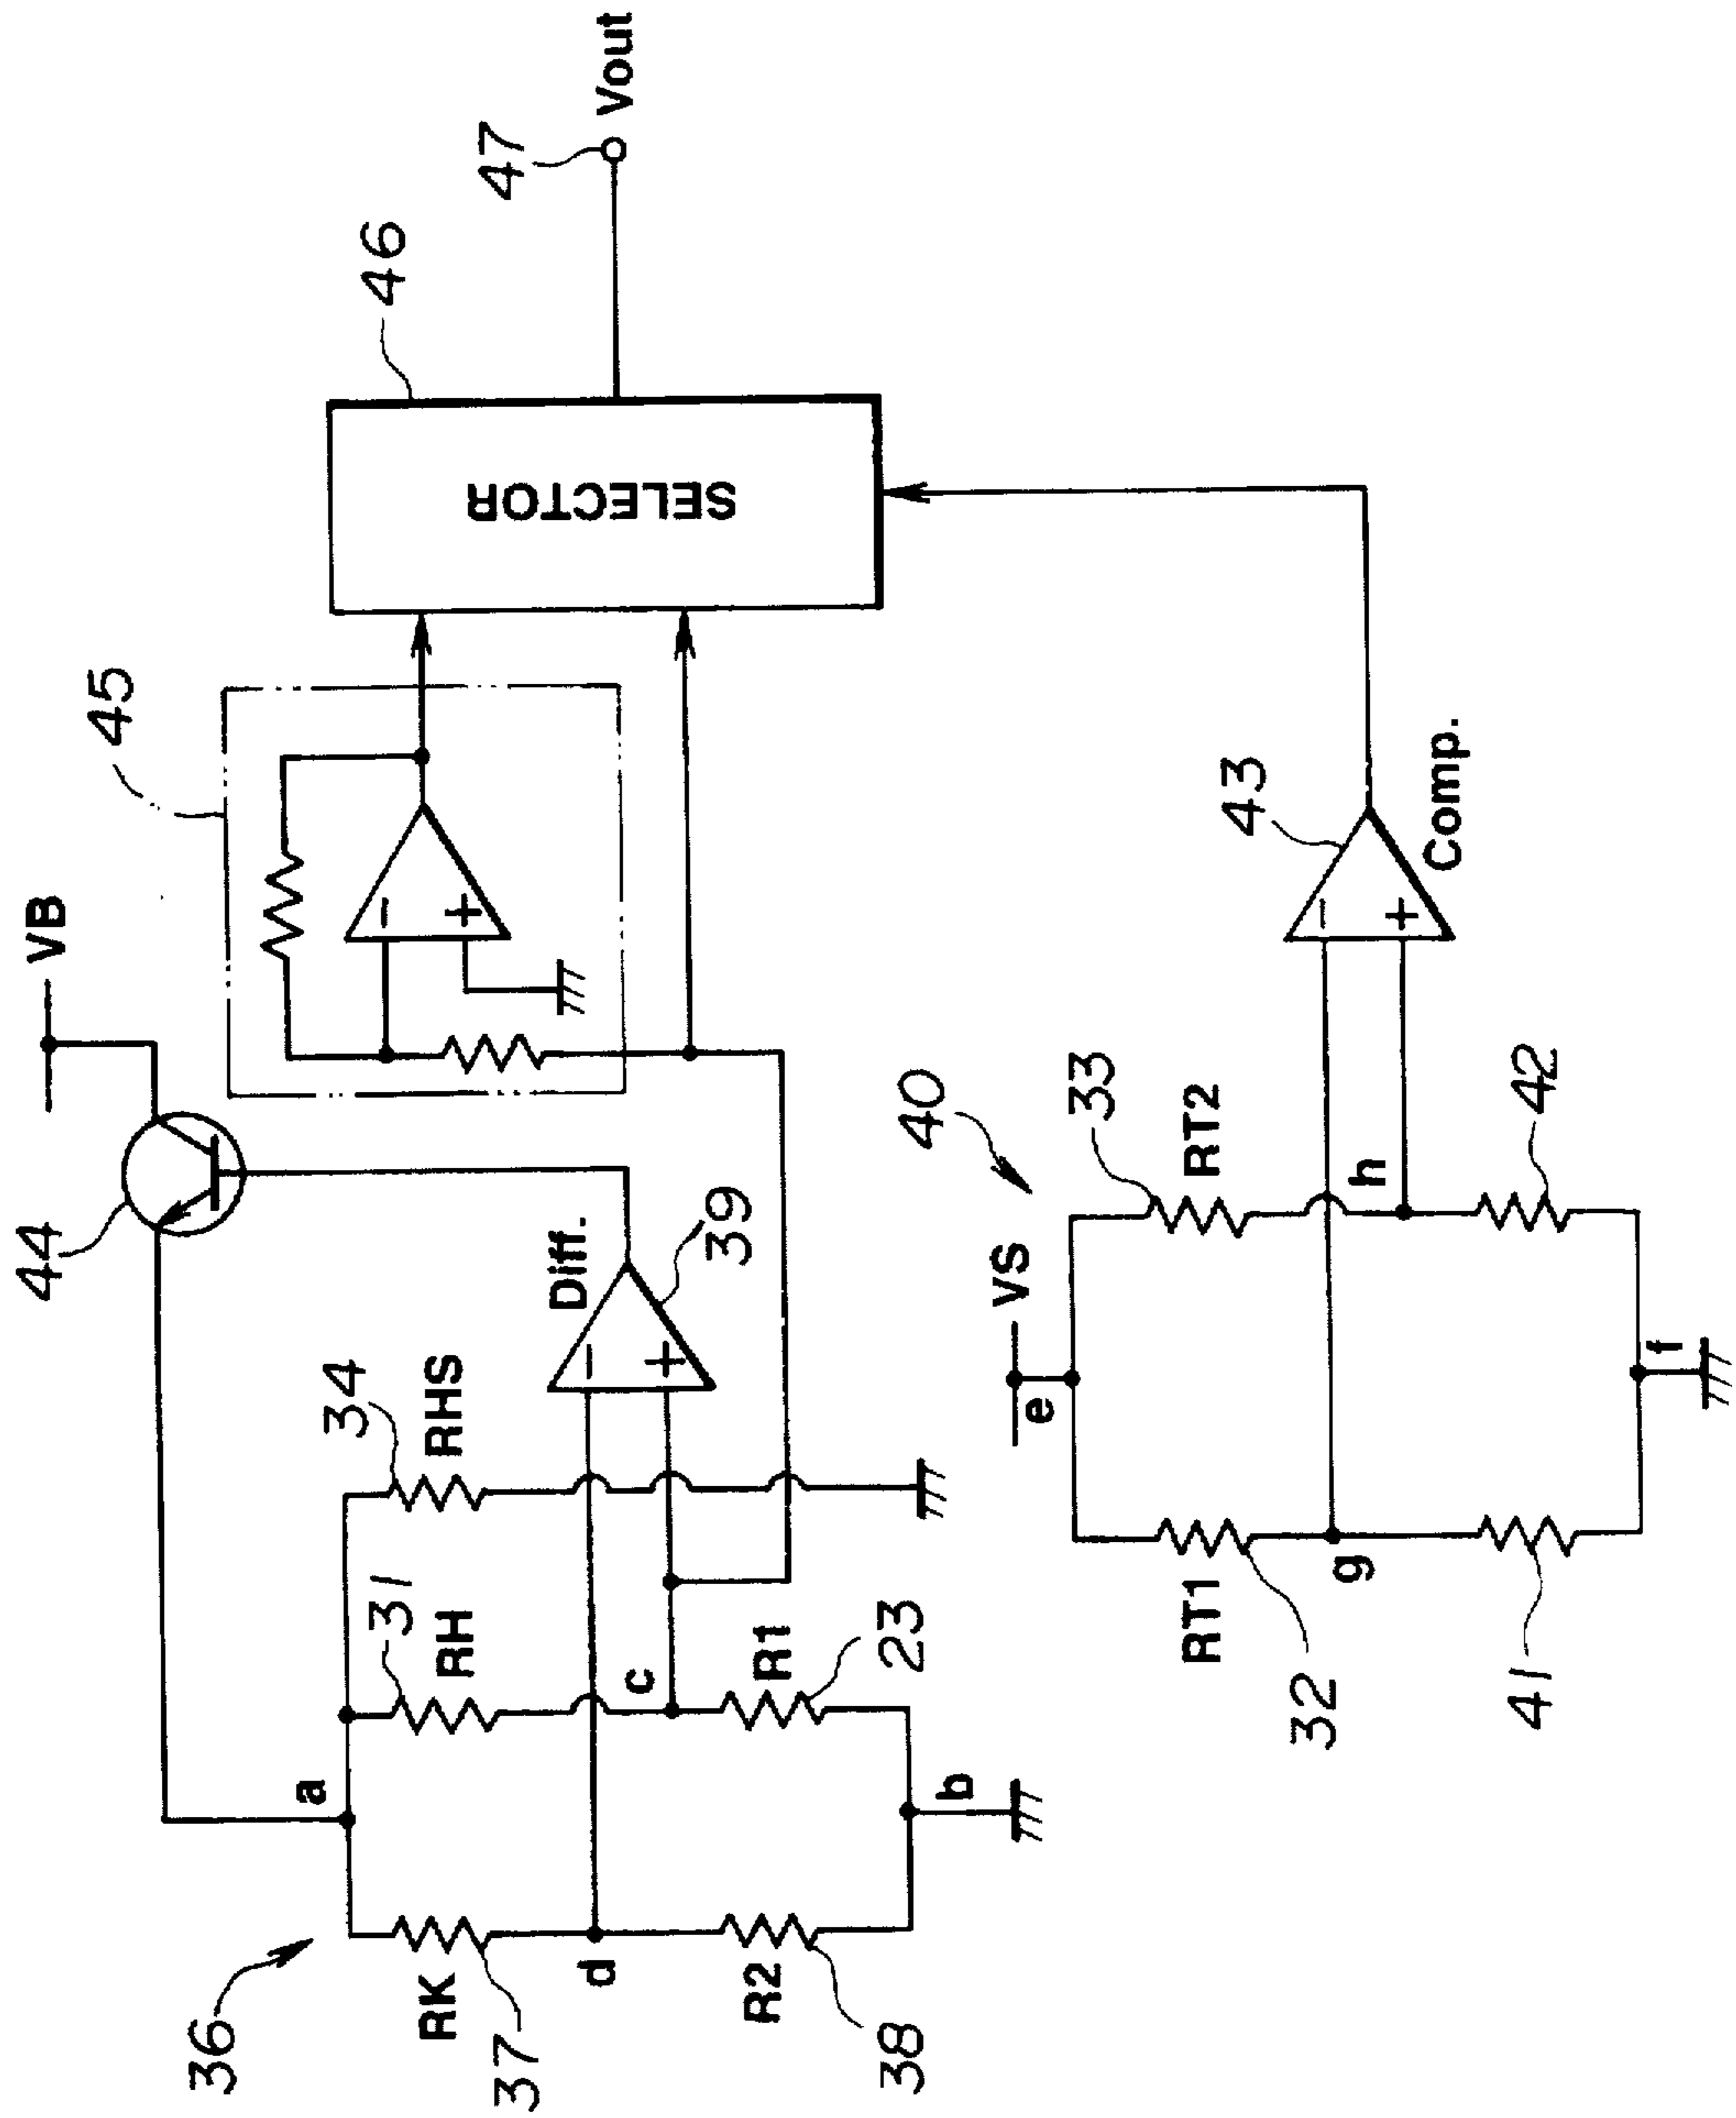 36
RK
37
d
R2
38
a
31
RH
c
R1
23
b
34
RHS
Diff.
−
+
39
44
VB
45
−
+
SELECTOR
46
47
Vout
40
VS
e
RT1
32
g
41
33
RT2
h
42
f
−
+
43
Comp.